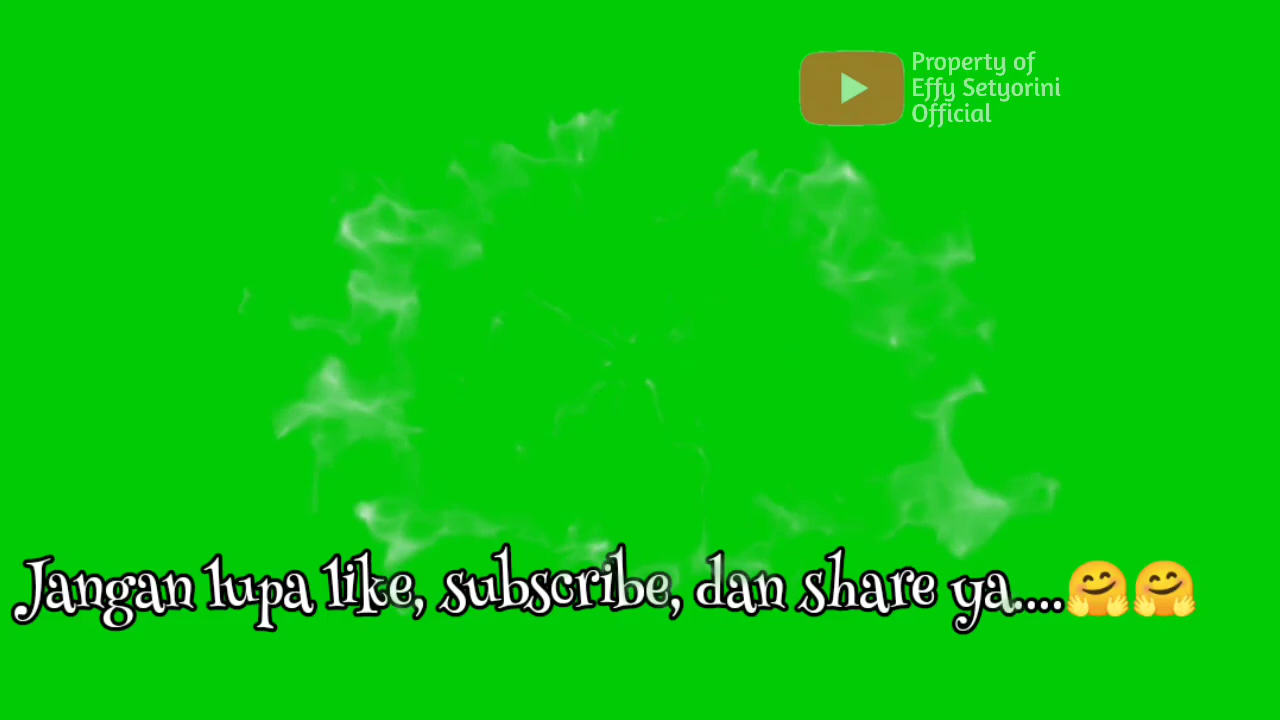 Property of
Effy Setyorini
Official
Jangan lupa like, subscribe, dan share ya....🤗🤗